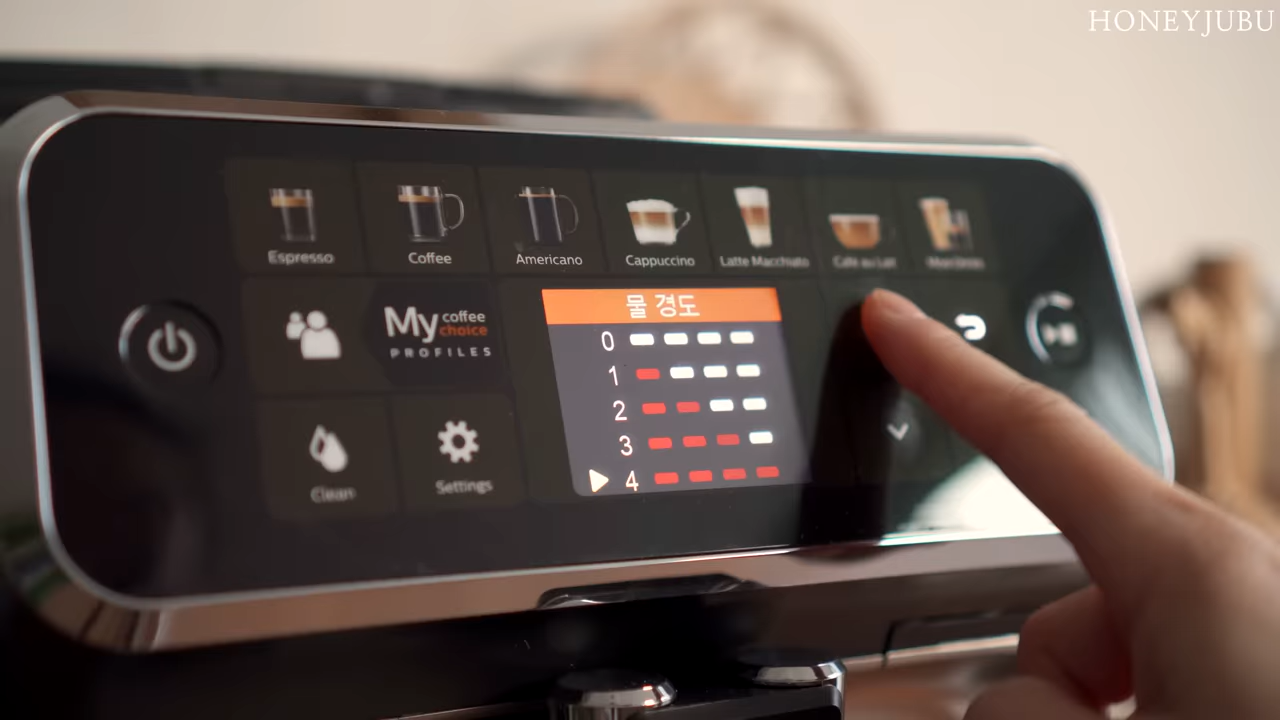 HONEYJUBU
Espresso
Coffee
Americano
Cappuccino
Latte Macchiato
Café au Lait
My coffee choice
PROFILES
물 경도
0
1
2
3
4
Clean
Settings